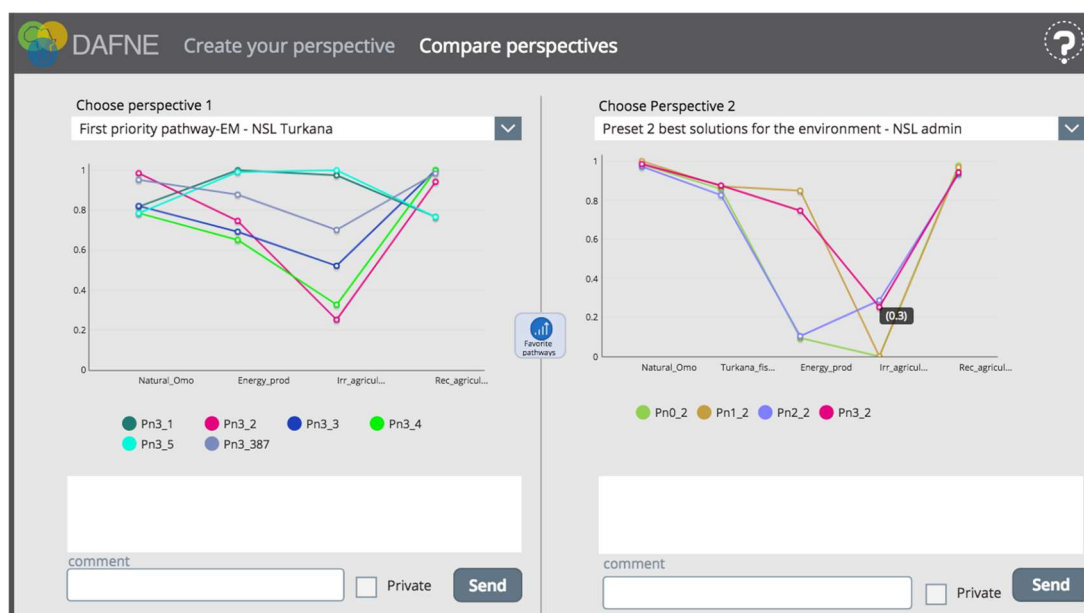 DAFNE Create your perspective Compare perspectives ?
Choose perspective 1
First priority pathway-EM - NSL Turkana
1
0.8
0.6
0.4
0.2
0
Natural_Omo Energy_prod Irr_agricul... Rec_agricul...
Pn3_1 Pn3_2 Pn3_3 Pn3_4
Pn3_5 Pn3_387
comment
Private Send
Favorite
pathways
Choose Perspective 2
Preset 2 best solutions for the environment - NSL admin
1
0.8
0.6
0.4
0.2
0
(0.3)
Natural_Omo Turkana_fis... Energy_prod Irr_agricul... Rec_agricul...
Pn0_2 Pn1_2 Pn2_2 Pn3_2
comment
Private Send